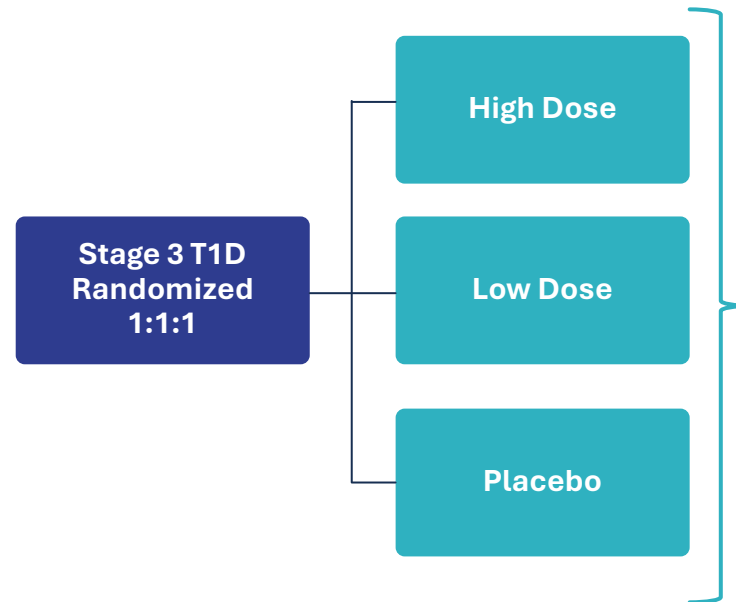 Stage 3 T1D
Randomized
1:1:1
High Dose
Low Dose
Placebo